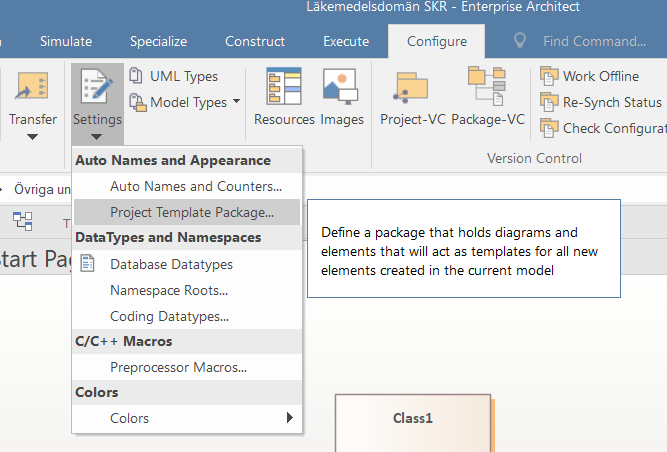 Läkemedelsdomän SKR - Enterprise Architect
Simulate Specialize Construct Execute Configure Find Command...
UML Types
Model Types
Transfer Settings Resources Images Project-VC Package-VC
Work Offline
Re-Synch Status
Check Configurat
Version Control
Auto Names and Appearance
Övriga un
Auto Names and Counters...
Project Template Package...
Define a package that holds diagrams and
elements that will act as templates for all new
elements created in the current model
DataTypes and Namespaces
tart Pag
Database Datatypes
Namespace Roots...
Coding Datatypes...
C/C++ Macros
Preprocessor Macros...
Colors
Colors
Class1